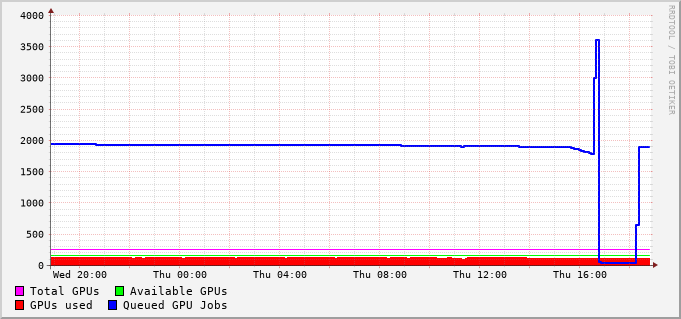 4000
3500
3000
2500
2000
1500
1000
500
0
Wed 20:00 Thu 00:00 Thu 04:00 Thu 08:00 Thu 12:00 Thu 16:00
Total GPUs Available GPUs
GPUs used Queued GPU Jobs
RRDTOOL / TOBI OETIKER